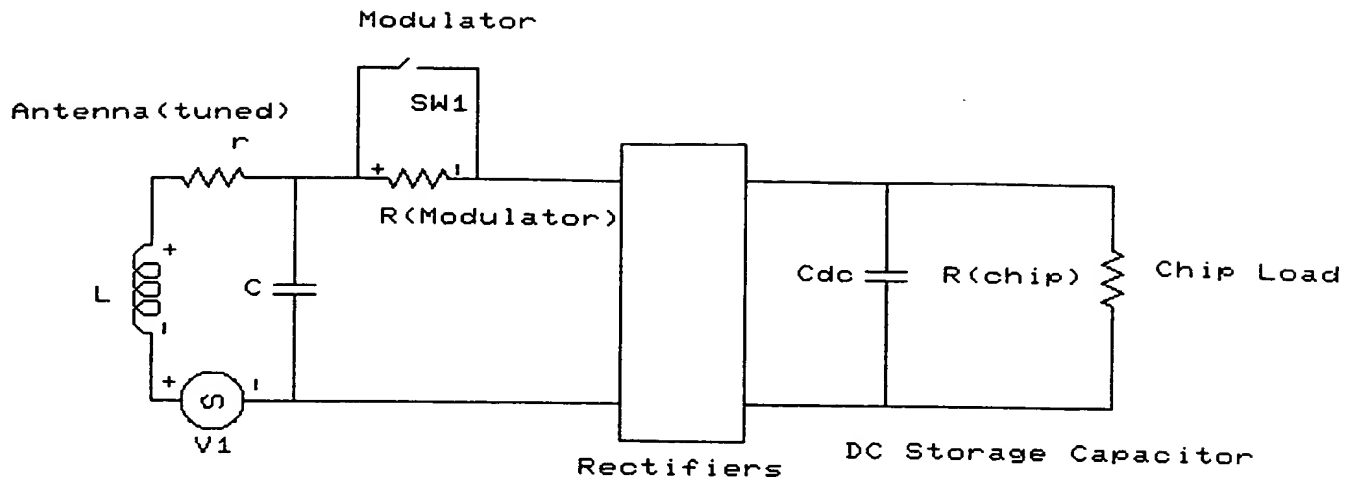 Modulator
SW1
Antenna(tuned)
r
+ -
R(Modulator)
+
L
-
C
Cdc
R(chip)
Chip Load
+ -
S
V1
Rectifiers
DC Storage Capacitor